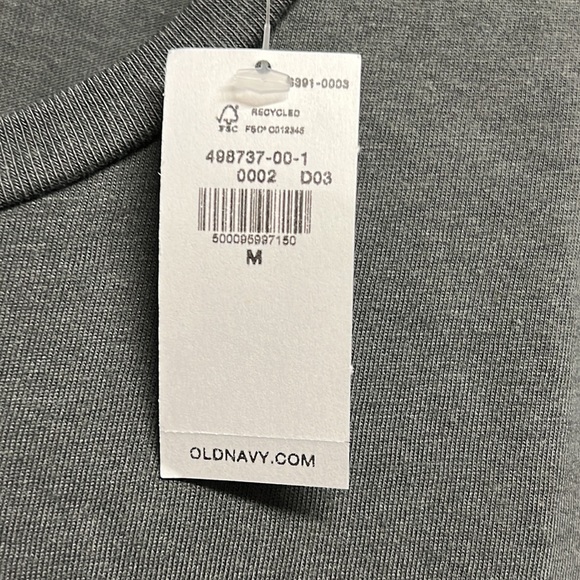 391-0003
RECYCLED
FSC FSC® C012345
498737-00-1
0002 D03
500095997150
M
OLDNAVY.COM